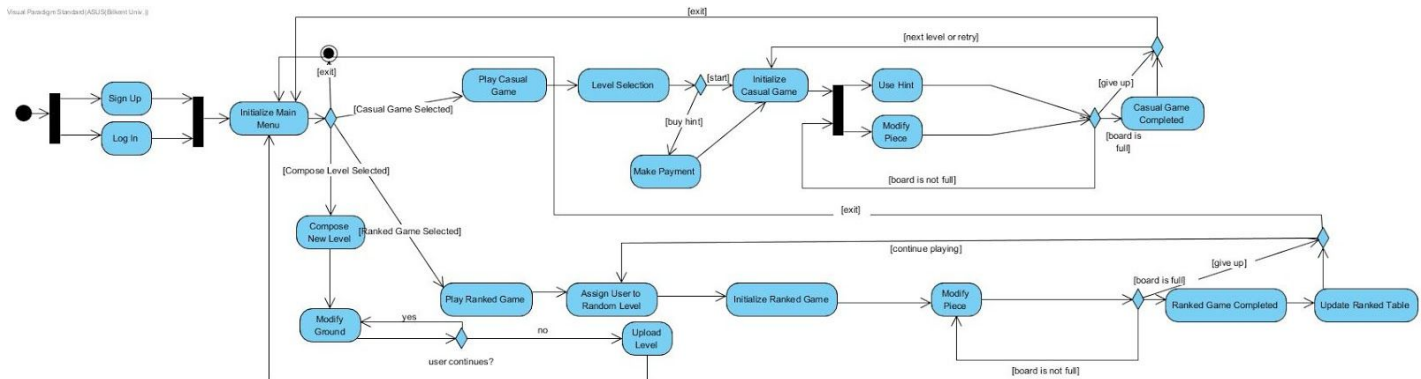 Visual Paradigm Standard(ASUS(Bilkent Univ.))
[exit]
[next level or retry]
[exit]
Sign Up
Log In
Initialize Main
Menu
[Casual Game Selected]
Play Casual
Game
Level Selection
[start]
Initialize
Casual Game
[buy hint]
Make Payment
Use Hint
Modify
Piece
[give up]
Casual Game
Completed
[board is
full]
[board is not full]
[Compose Level Selected]
Compose
New Level
[Ranked Game Selected]
[exit]
[continue playing]
Play Ranked Game
Assign User to
Random Level
Initialize Ranked Game
Modify
Piece
[board is full]
[give up]
Ranked Game Completed
Update Ranked Table
[board is not full]
Modify
Ground
yes
no
user continues?
Upload
Level